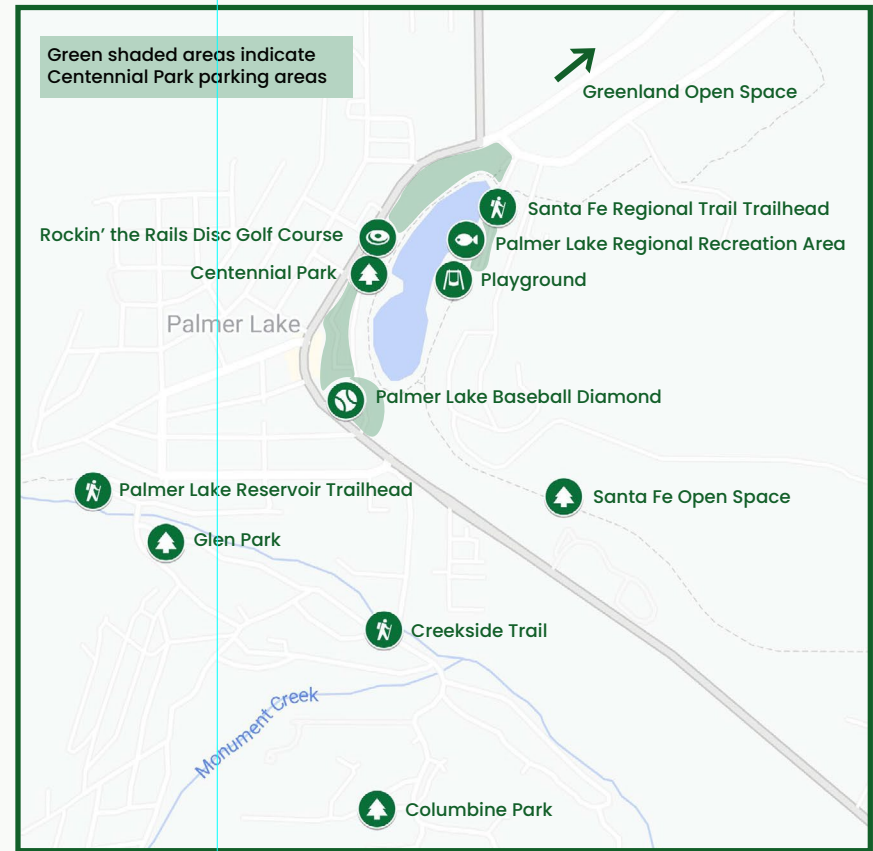 Green shaded areas indicate
Centennial Park parking areas
Greenland Open Space
Santa Fe Regional Trail Trailhead
Rockin’ the Rails Disc Golf Course
Palmer Lake Regional Recreation Area
Centennial Park
Playground
Palmer Lake
Palmer Lake Baseball Diamond
Palmer Lake Reservoir Trailhead
Santa Fe Open Space
Glen Park
Creekside Trail
Monument Creek
Columbine Park